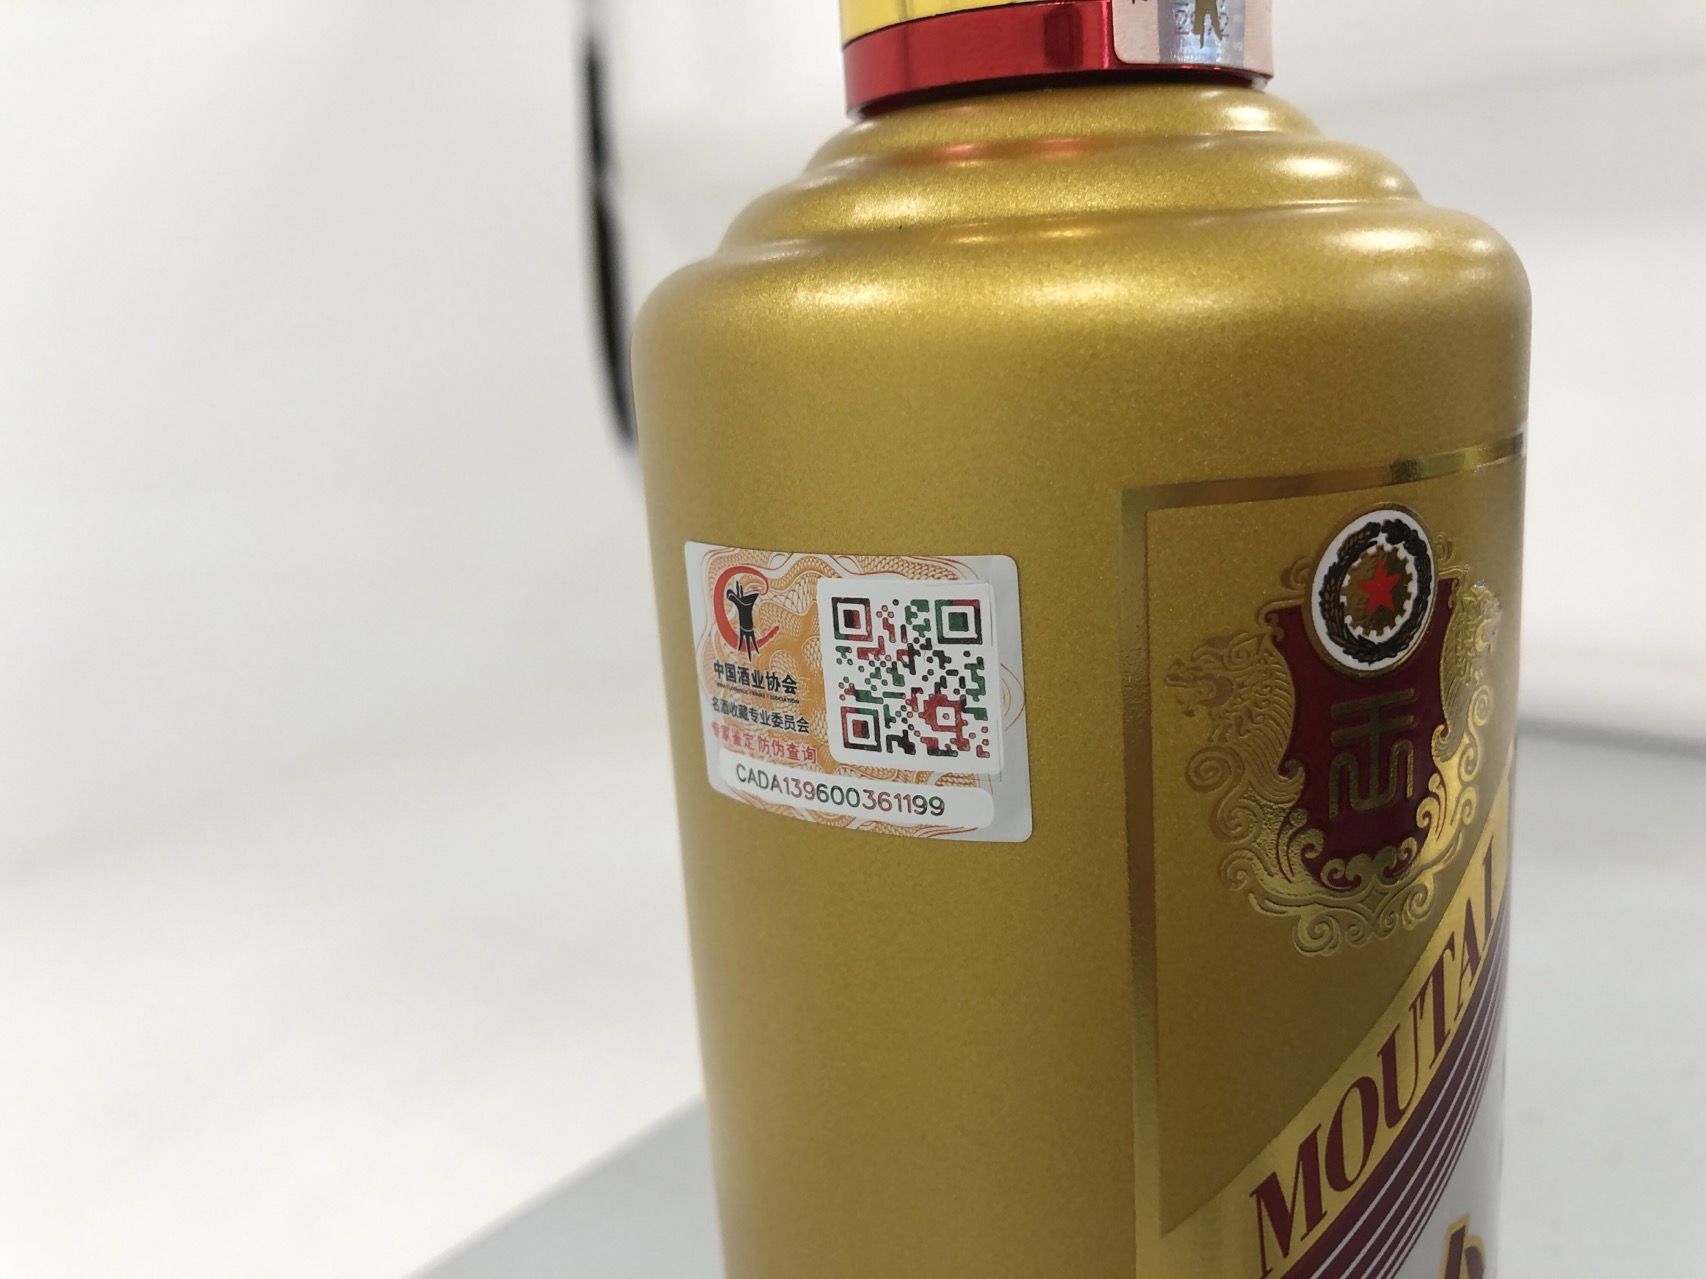 中国酒业协会
名酒收藏专业委员会
专家鉴定防伪查询
CADA139600361199
MOUTAI